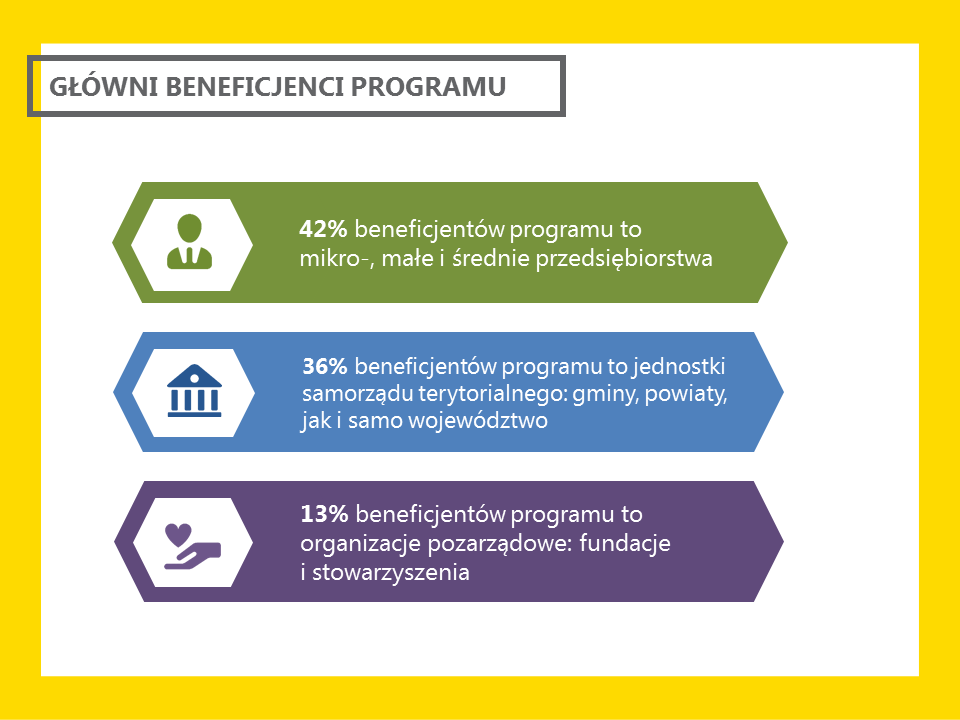 GŁÓWNI BENEFICJENCI PROGRAMU
42% beneficjentów programu to
mikro-, małe i średnie przedsiębiorstwa
36% beneficjentów programu to jednostki
samorządu terytorialnego: gminy, powiaty,
jak i samo województwo
13% beneficjentów programu to
organizacje pozarządowe: fundacje
i stowarzyszenia